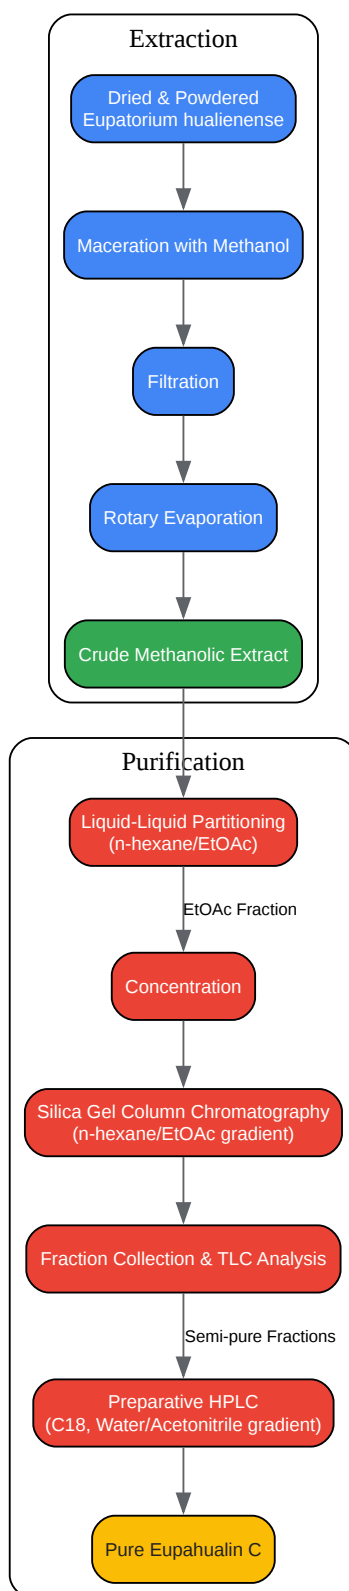 Extraction
Dried & Powdered
Eupatorium hualienense
Maceration with Methanol
Filtration
Rotary Evaporation
Crude Methanolic Extract
Purification
Liquid-Liquid Partitioning
(n-hexane/EtOAc)
EtOAc Fraction
Concentration
Silica Gel Column Chromatography
(n-hexane/EtOAc gradient)
Fraction Collection & TLC Analysis
Semi-pure Fractions
Preparative HPLC
(C18, Water/Acetonitrile gradient)
Pure Eupahualin C